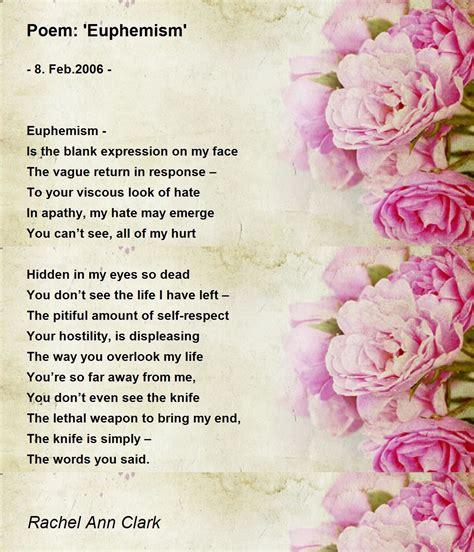 Poem: 'Euphemism'
- 8. Feb.2006 -
Euphemism -
Is the blank expression on my face
The vague return in response –
To your viscous look of hate
In apathy, my hate may emerge
You can't see, all of my hurt
Hidden in my eyes so dead
You don't see the life I have left –
The pitiful amount of self-respect
Your hostility, is displeasing
The way you overlook my life
You're so far away from me,
You don't even see the knife
The lethal weapon to bring my end,
The knife is simply –
The words you said.
Rachel Ann Clark